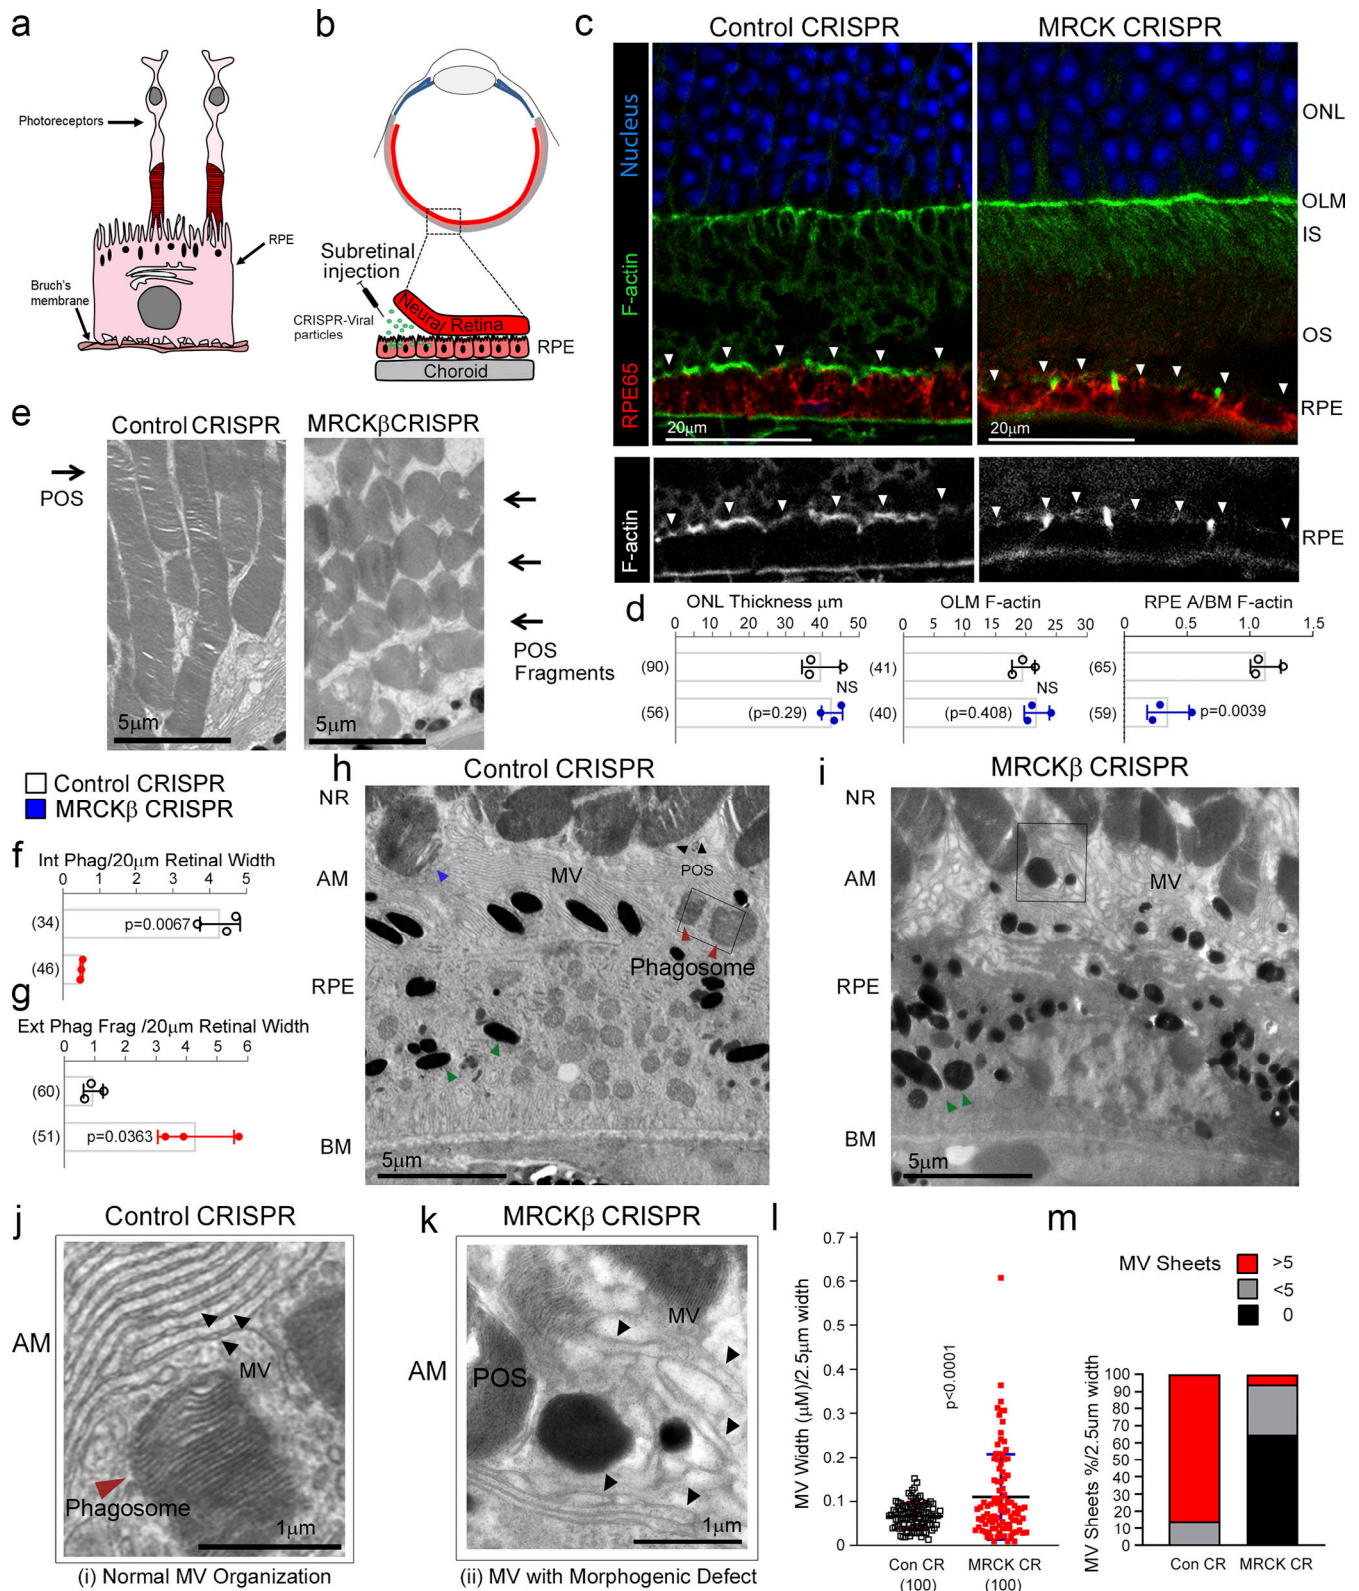 a
Photoreceptors
RPE
Bruch's
membrane
b
Subretinal
injection
CRISPR-Viral
particles
Neural Retina
RPE
Choroid
c
Control CRISPR
MRCK CRISPR
Nucleus
F-actin
RPE65
ONL
OLM
IS
OS
RPE
20µm
20µm
F-actin
RPE
d
ONL Thickness µm
0 10 20 30 40 50
(90)
(56)
NS
(p=0.29)
OLM F-actin
0 5 10 15 20 25 30
(41)
(40)
NS
(p=0.408)
RPE A/BM F-actin
0 0.5 1.0 1.5
(65)
(59)
p=0.0039
e
Control CRISPR
MRCKβCRISPR
POS
POS
Fragments
5µm
5µm
Control CRISPR
MRCKβ CRISPR
f
Int Phag/20µm Retinal Width
0 1 2 3 4 5
(34)
p=0.0067
(46)
g
Ext Phag Frag /20µm Retinal Width
0 1 2 3 4 5 6
(60)
(51)
p=0.0363
h
Control CRISPR
NR
AM
RPE
BM
MV
POS
Phagosome
5µm
i
MRCKβ CRISPR
NR
AM
RPE
BM
MV
5µm
j
Control CRISPR
AM
MV
Phagosome
1µm
(i) Normal MV Organization
k
MRCKβ CRISPR
AM
POS
MV
1µm
(ii) MV with Morphogenic Defect
l
MV Width (µM)/2.5µm width
0.7
0.6
0.5
0.4
0.3
0.2
0.1
0
p<0.0001
Con CR
(100)
MRCK CR
(100)
m
MV Sheets
>5
<5
0
MV Sheets %/2.5um width
100
90
80
70
60
50
40
30
20
10
0
Con CR
MRCK CR